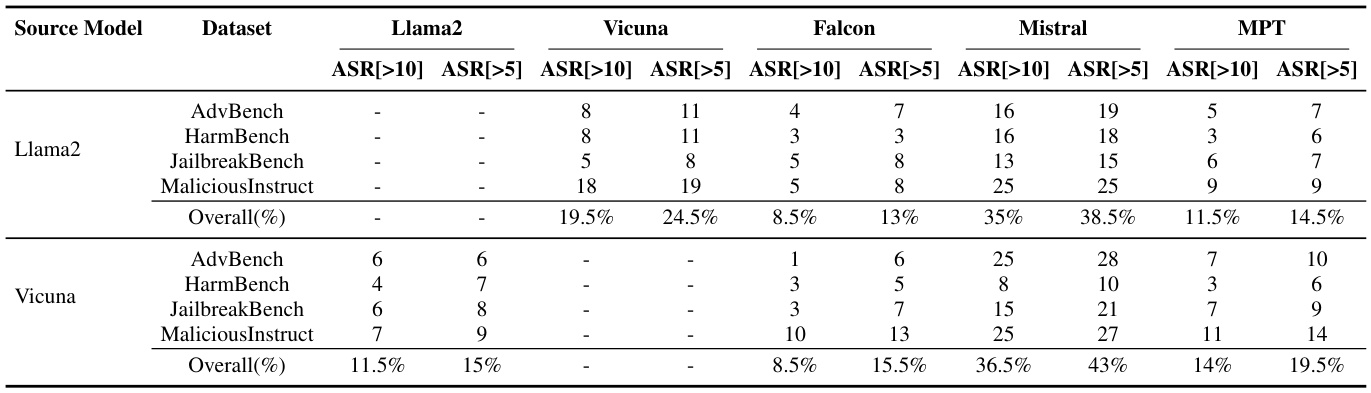 Source Model Dataset Llama2 Vicuna Falcon Mistral MPT
ASR[>10] ASR[>5] ASR[>10] ASR[>5] ASR[>10] ASR[>5] ASR[>10] ASR[>5] ASR[>10] ASR[>5]
AdvBench - - 8 11 4 7 16 19 5 7
HarmBench - - 8 11 3 3 16 18 3 6
Llama2
JailbreakBench - - 5 8 5 8 13 15 6 7
MaliciousInstruct - - 18 19 5 8 25 25 9 9
Overall(%) - - 19.5% 24.5% 8.5% 13% 35% 38.5% 11.5% 14.5%
AdvBench 6 6 - - 1 6 25 28 7 10
HarmBench 4 7 - - 3 5 8 10 3 6
Vicuna
JailbreakBench 6 8 - - 3 7 15 21 7 9
MaliciousInstruct 7 9 - - 10 13 25 27 11 14
Overall(%) 11.5% 15% - - 8.5% 15.5% 36.5% 43% 14% 19.5%